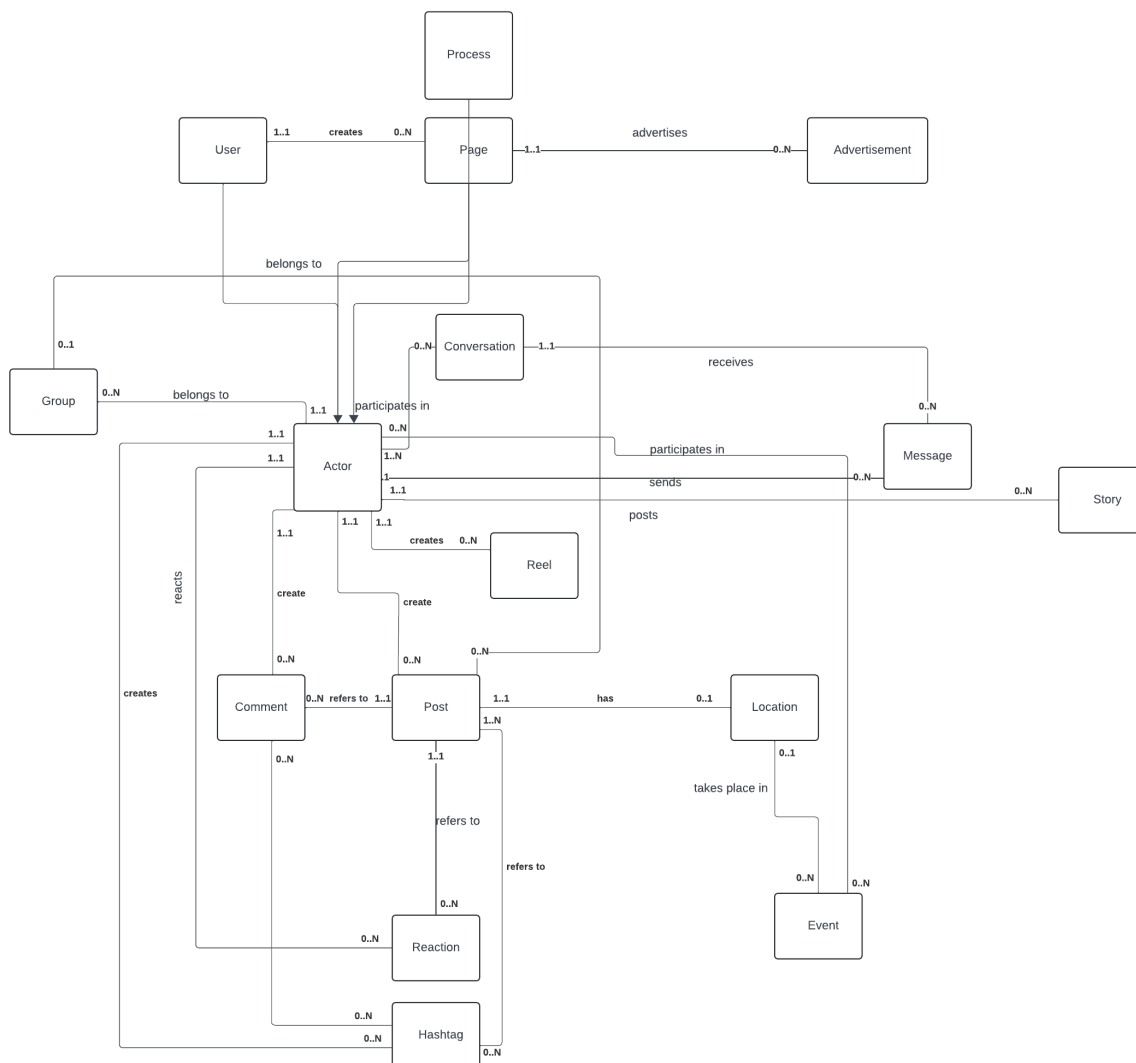 Process
User
1..1
creates
0..N
Page
1..1
advertises
0..N
Advertisement
belongs to
0..1
Conversation
0..N
1..1
receives
0..N
Group
0..N
belongs to
1..1
participates in
0..N
1..1
1..1
Actor
1..N
participates in
Message
.1
sends
0..N
1..1
posts
0..N
Story
1..1
1..1
1..1
creates
0..N
Reel
reacts
create
create
0..N
0..N
0..N
creates
Comment
0..N
refers to
1..1
Post
1..1
has
0..1
Location
1..N
0..N
1..1
0..1
takes place in
refers to
refers to
0..N
0..N
0..N
Event
0..N
Reaction
0..N
0..N
Hashtag
0..N